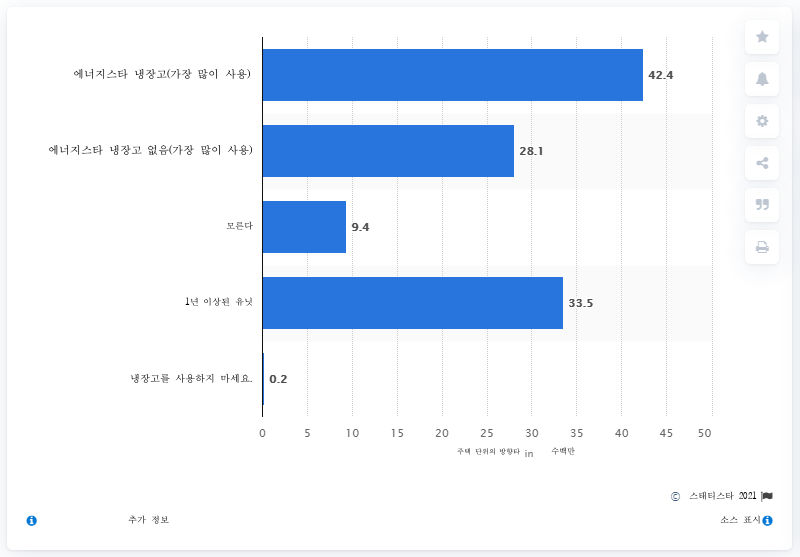 에너지스타 냉장고(가장 많이 사용)
42.4
에너지스타 냉장고 없음(가장 많이 사용)
28.1
모른다
9.4
1년 이상된 유닛
33.5
냉장고를 사용하지 마세요.
0.2
0 5 10 15 20 25 30 35 40 45 50
주택 단위의 방향타 in 수백만
© 스태티스타 2021
추가 정보
소스 표시